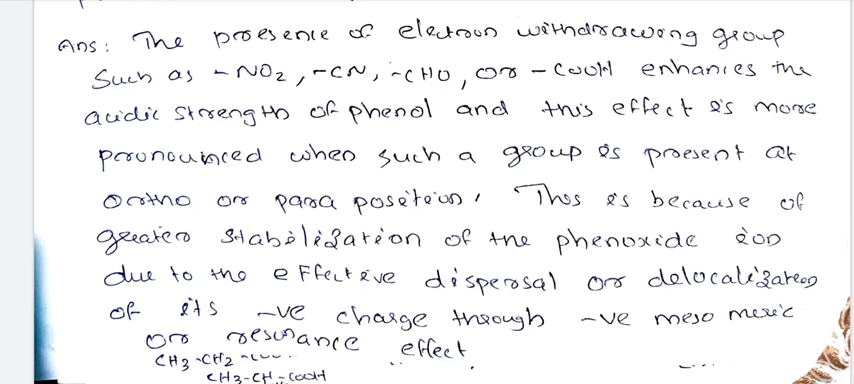 Ans: The presence of electron withdrawing group
Such as -NO2, -CN, -CHO, Or -COOH enhances the
acidic strength of phenol and this effect is more
pronounced when such a group is present at
ortho or para position. This is because of
greater stabilization of the phenoxide ion
due to the effective dispersal or delocalization
of its -ve charge through -ve mesomeric
or resonance effect
CH3-CH2-
CH3-CH-COOH